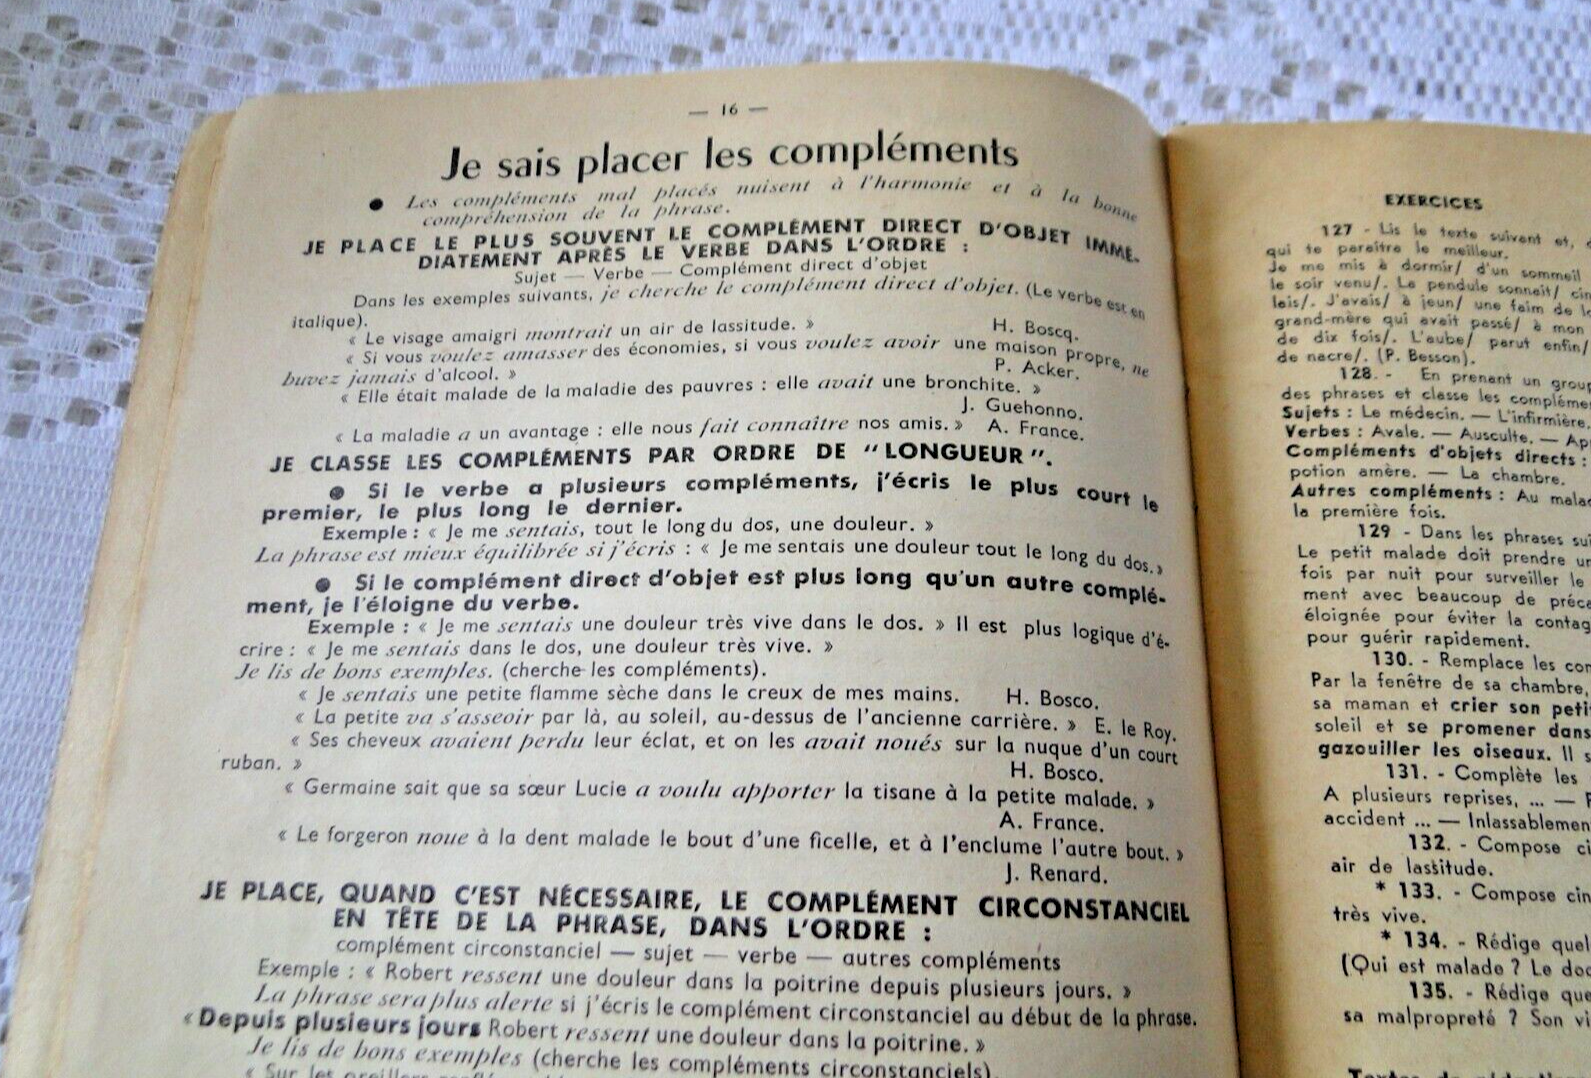 — 16 —
Je sais placer les compléments
● Les compléments mal placés nuisent à l'harmonie et à la bonne
compréhension de la phrase.
JE PLACE LE PLUS SOUVENT LE COMPLÉMENT DIRECT D'OBJET IMMÉ-
DIATEMENT APRÈS LE VERBE DANS L'ORDRE :
Sujet — Verbe — Complément direct d'objet
Dans les exemples suivants, je cherche le complément direct d'objet. (Le verbe est en
italique).
« Le visage amaigri montrait un air de lassitude. »
H. Boscq.
« Si vous voulez amasser des économies, si vous voulez avoir une maison propre, ne
buvez jamais d'alcool. »
P. Acker.
« Elle était malade de la maladie des pauvres : elle avait une bronchite. »
J. Guehonno.
« La maladie a un avantage : elle nous fait connaître nos amis. » A. France.
JE CLASSE LES COMPLÉMENTS PAR ORDRE DE "LONGUEUR".
● Si le verbe a plusieurs compléments, j'écris le plus court le
premier, le plus long le dernier.
Exemple : « Je me sentais, tout le long du dos, une douleur. »
La phrase est mieux équilibrée si j'écris : « Je me sentais une douleur tout le long du dos.»
● Si le complément direct d'objet est plus long qu'un autre complé-
ment, je l'éloigne du verbe.
Exemple : « Je me sentais une douleur très vive dans le dos. » Il est plus logique d'é-
crire : « Je me sentais dans le dos, une douleur très vive. »
Je lis de bons exemples. (cherche les compléments).
« Je sentais une petite flamme sèche dans le creux de mes mains. H. Bosco.
« La petite va s'asseoir par là, au soleil, au-dessus de l'ancienne carrière. » E. le Roy.
« Ses cheveux avaient perdu leur éclat, et on les avait noués sur la nuque d'un court
ruban. »
H. Bosco.
« Germaine sait que sa sœur Lucie a voulu apporter la tisane à la petite malade. »
A. France.
« Le forgeron noue à la dent malade le bout d'une ficelle, et à l'enclume l'autre bout. »
J. Renard.
JE PLACE, QUAND C'EST NÉCESSAIRE, LE COMPLÉMENT CIRCONSTANCIEL
EN TÊTE DE LA PHRASE, DANS L'ORDRE :
complément circonstanciel — sujet — verbe — autres compléments
Exemple : « Robert ressent une douleur dans la poitrine depuis plusieurs jours. »
La phrase sera plus alerte si j'écris le complément circonstanciel au début de la phrase.
«Depuis plusieurs jours Robert ressent une douleur dans la poitrine. »
Je lis de bons exemples (cherche les compléments circonstanciels).
« Sur les oreillers
EXERCICES
127 - Lis le texte suivant et,
qui te paraître le meilleur.
Je me mis à dormir/ d'un sommeil
le soir venu/. La pendule sonnait/
lais/. J'avais/ à jeun/ une faim de
grand-mère qui avait passé/ à mon
de dix fois/. L'aube/ parut enfin/
de nacre/. (P. Besson).
128. - En prenant un
des phrases et classe les
Sujets : Le médecin. — L'infirmière.
Verbes : Avale. — Ausculte. —
Compléments d'objets directs :
potion amère. — La chambre.
Autres compléments : Au
la première fois.
129 - Dans les phrases
Le petit malade doit prendre
fois par nuit pour surveiller le
ment avec beaucoup de
éloignée pour éviter la
pour guérir rapidement.
130. - Remplace les
Par la fenêtre de sa chambre,
sa maman et crier son
soleil et se promener dans
gazouiller les oiseaux. Il
131. - Complète les
A plusieurs reprises, ... —
accident ... — Inlassablement
132. - Compose
air de lassitude.
* 133. - Compose
très vive.
* 134. - Rédige
(Qui est malade ? Le
135. - Rédige
sa malpropreté ? Son
Textes de